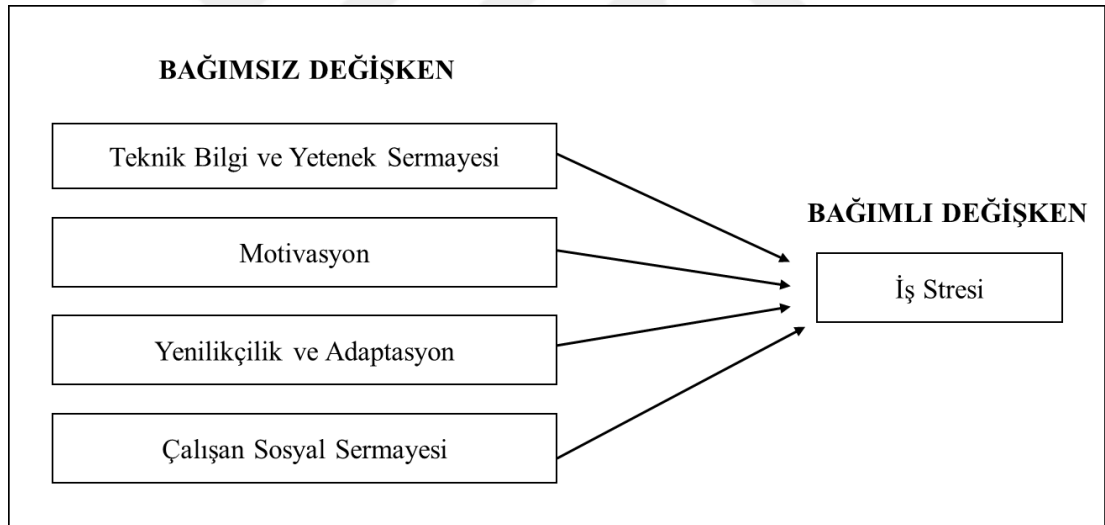 BAĞIMSIZ DEĞİŞKEN
Teknik Bilgi ve Yetenek Sermayesi
Motivasyon
Yenilikçilik ve Adaptasyon
Çalışan Sosyal Sermayesi
BAĞIMLI DEĞİŞKEN
İş Stresi